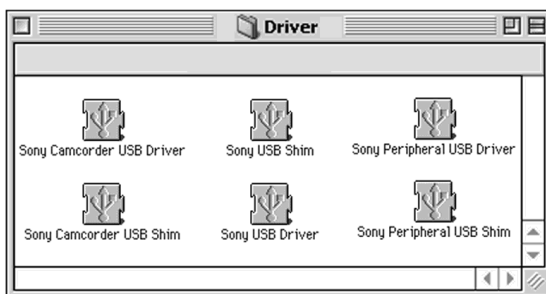 Driver
Sony Camcorder USB Driver
Sony USB Shim
Sony Peripheral USB Driver
Sony Camcorder USB Shim
Sony USB Driver
Sony Peripheral USB Shim